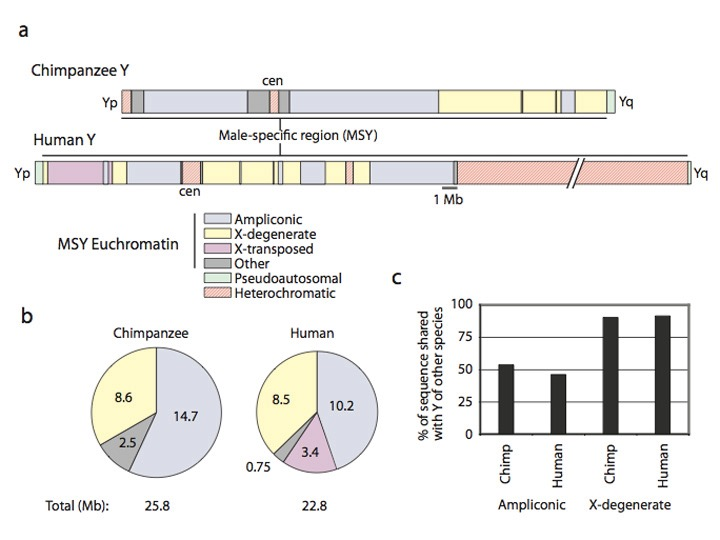 a
Chimpanzee Y
cen
Yp
Yq
Male-specific region (MSY)
Human Y
Yp
Yq
cen
1 Mb
MSY Euchromatin
Ampliconic
X-degenerate
X-transposed
Other
Pseudoautosomal
Heterochromatic
b
Chimpanzee
Human
8.6
14.7
2.5
8.5
10.2
3.4
0.75
Total (Mb):
25.8
22.8
c
% of sequence shared
with Y of other species
100
75
50
25
0
Chimp
Human
Chimp
Human
Ampliconic
X-degenerate